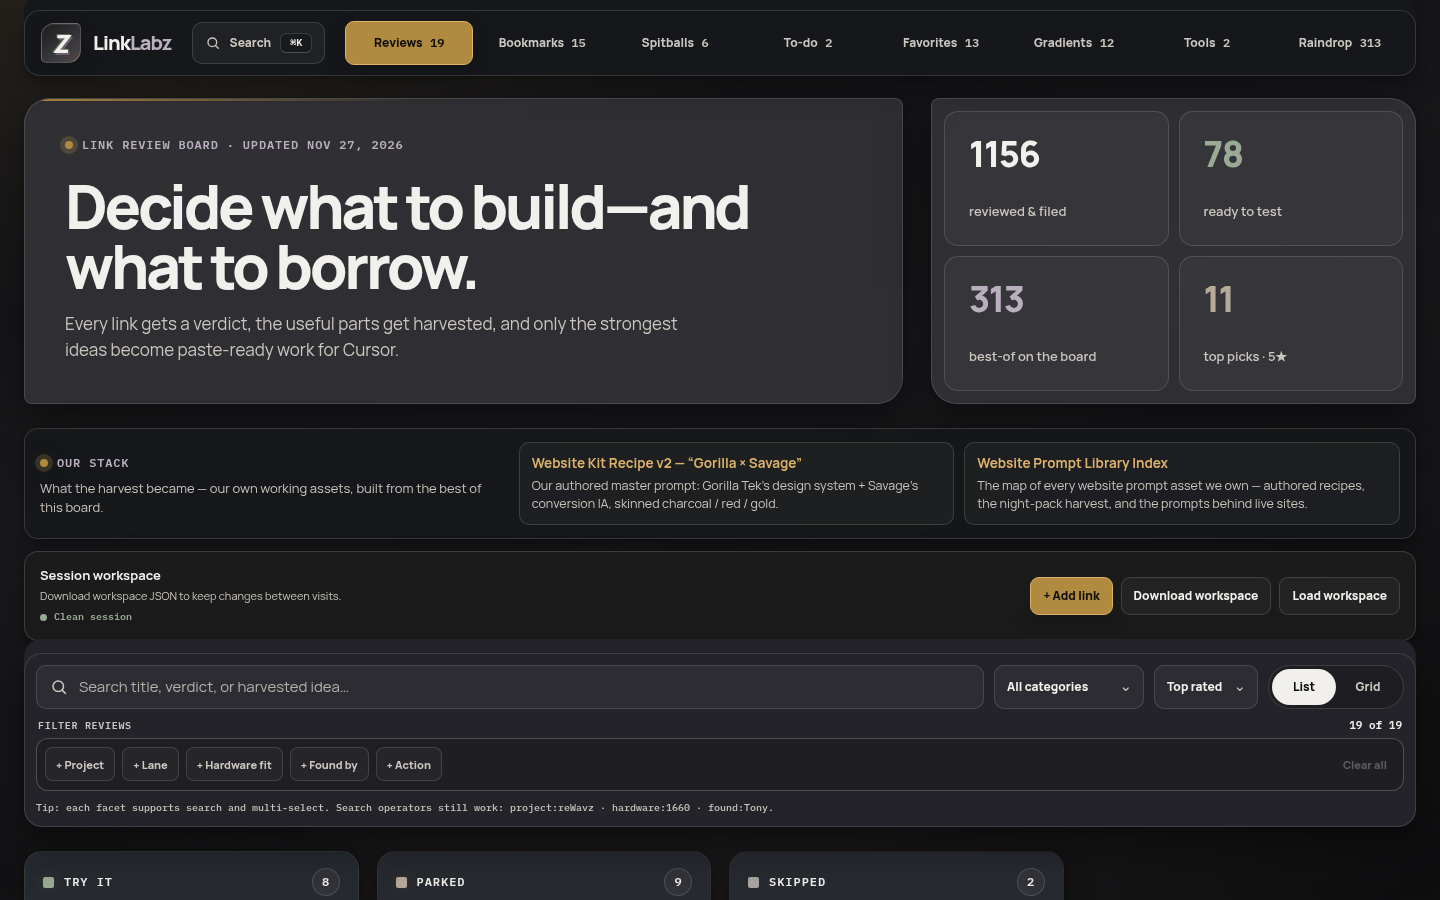 Z LinkLabz
Search ⌘K
Reviews 19
Bookmarks 15
Spitballs 6
To-do 2
Favorites 13
Gradients 12
Tools 2
Raindrop 313
LINK REVIEW BOARD · UPDATED NOV 27, 2026
Decide what to build—and
what to borrow.
Every link gets a verdict, the useful parts get harvested, and only the strongest
ideas become paste-ready work for Cursor.
1156
reviewed & filed
78
ready to test
313
best-of on the board
11
top picks · 5★
OUR STACK
What the harvest became — our own working assets, built from the best of
this board.
Website Kit Recipe v2 — “Gorilla × Savage”
Our authored master prompt: Gorilla Tek's design system + Savage's
conversion IA, skinned charcoal / red / gold.
Website Prompt Library Index
The map of every website prompt asset we own — authored recipes,
the night-pack harvest, and the prompts behind live sites.
Session workspace
Download workspace JSON to keep changes between visits.
Clean session
+ Add link
Download workspace
Load workspace
Search title, verdict, or harvested idea…
All categories
Top rated
List
Grid
FILTER REVIEWS
19 of 19
+ Project
+ Lane
+ Hardware fit
+ Found by
+ Action
Clear all
Tip: each facet supports search and multi-select. Search operators still work: project:reWavz · hardware:1660 · found:Tony.
TRY IT 8
PARKED 9
SKIPPED 2